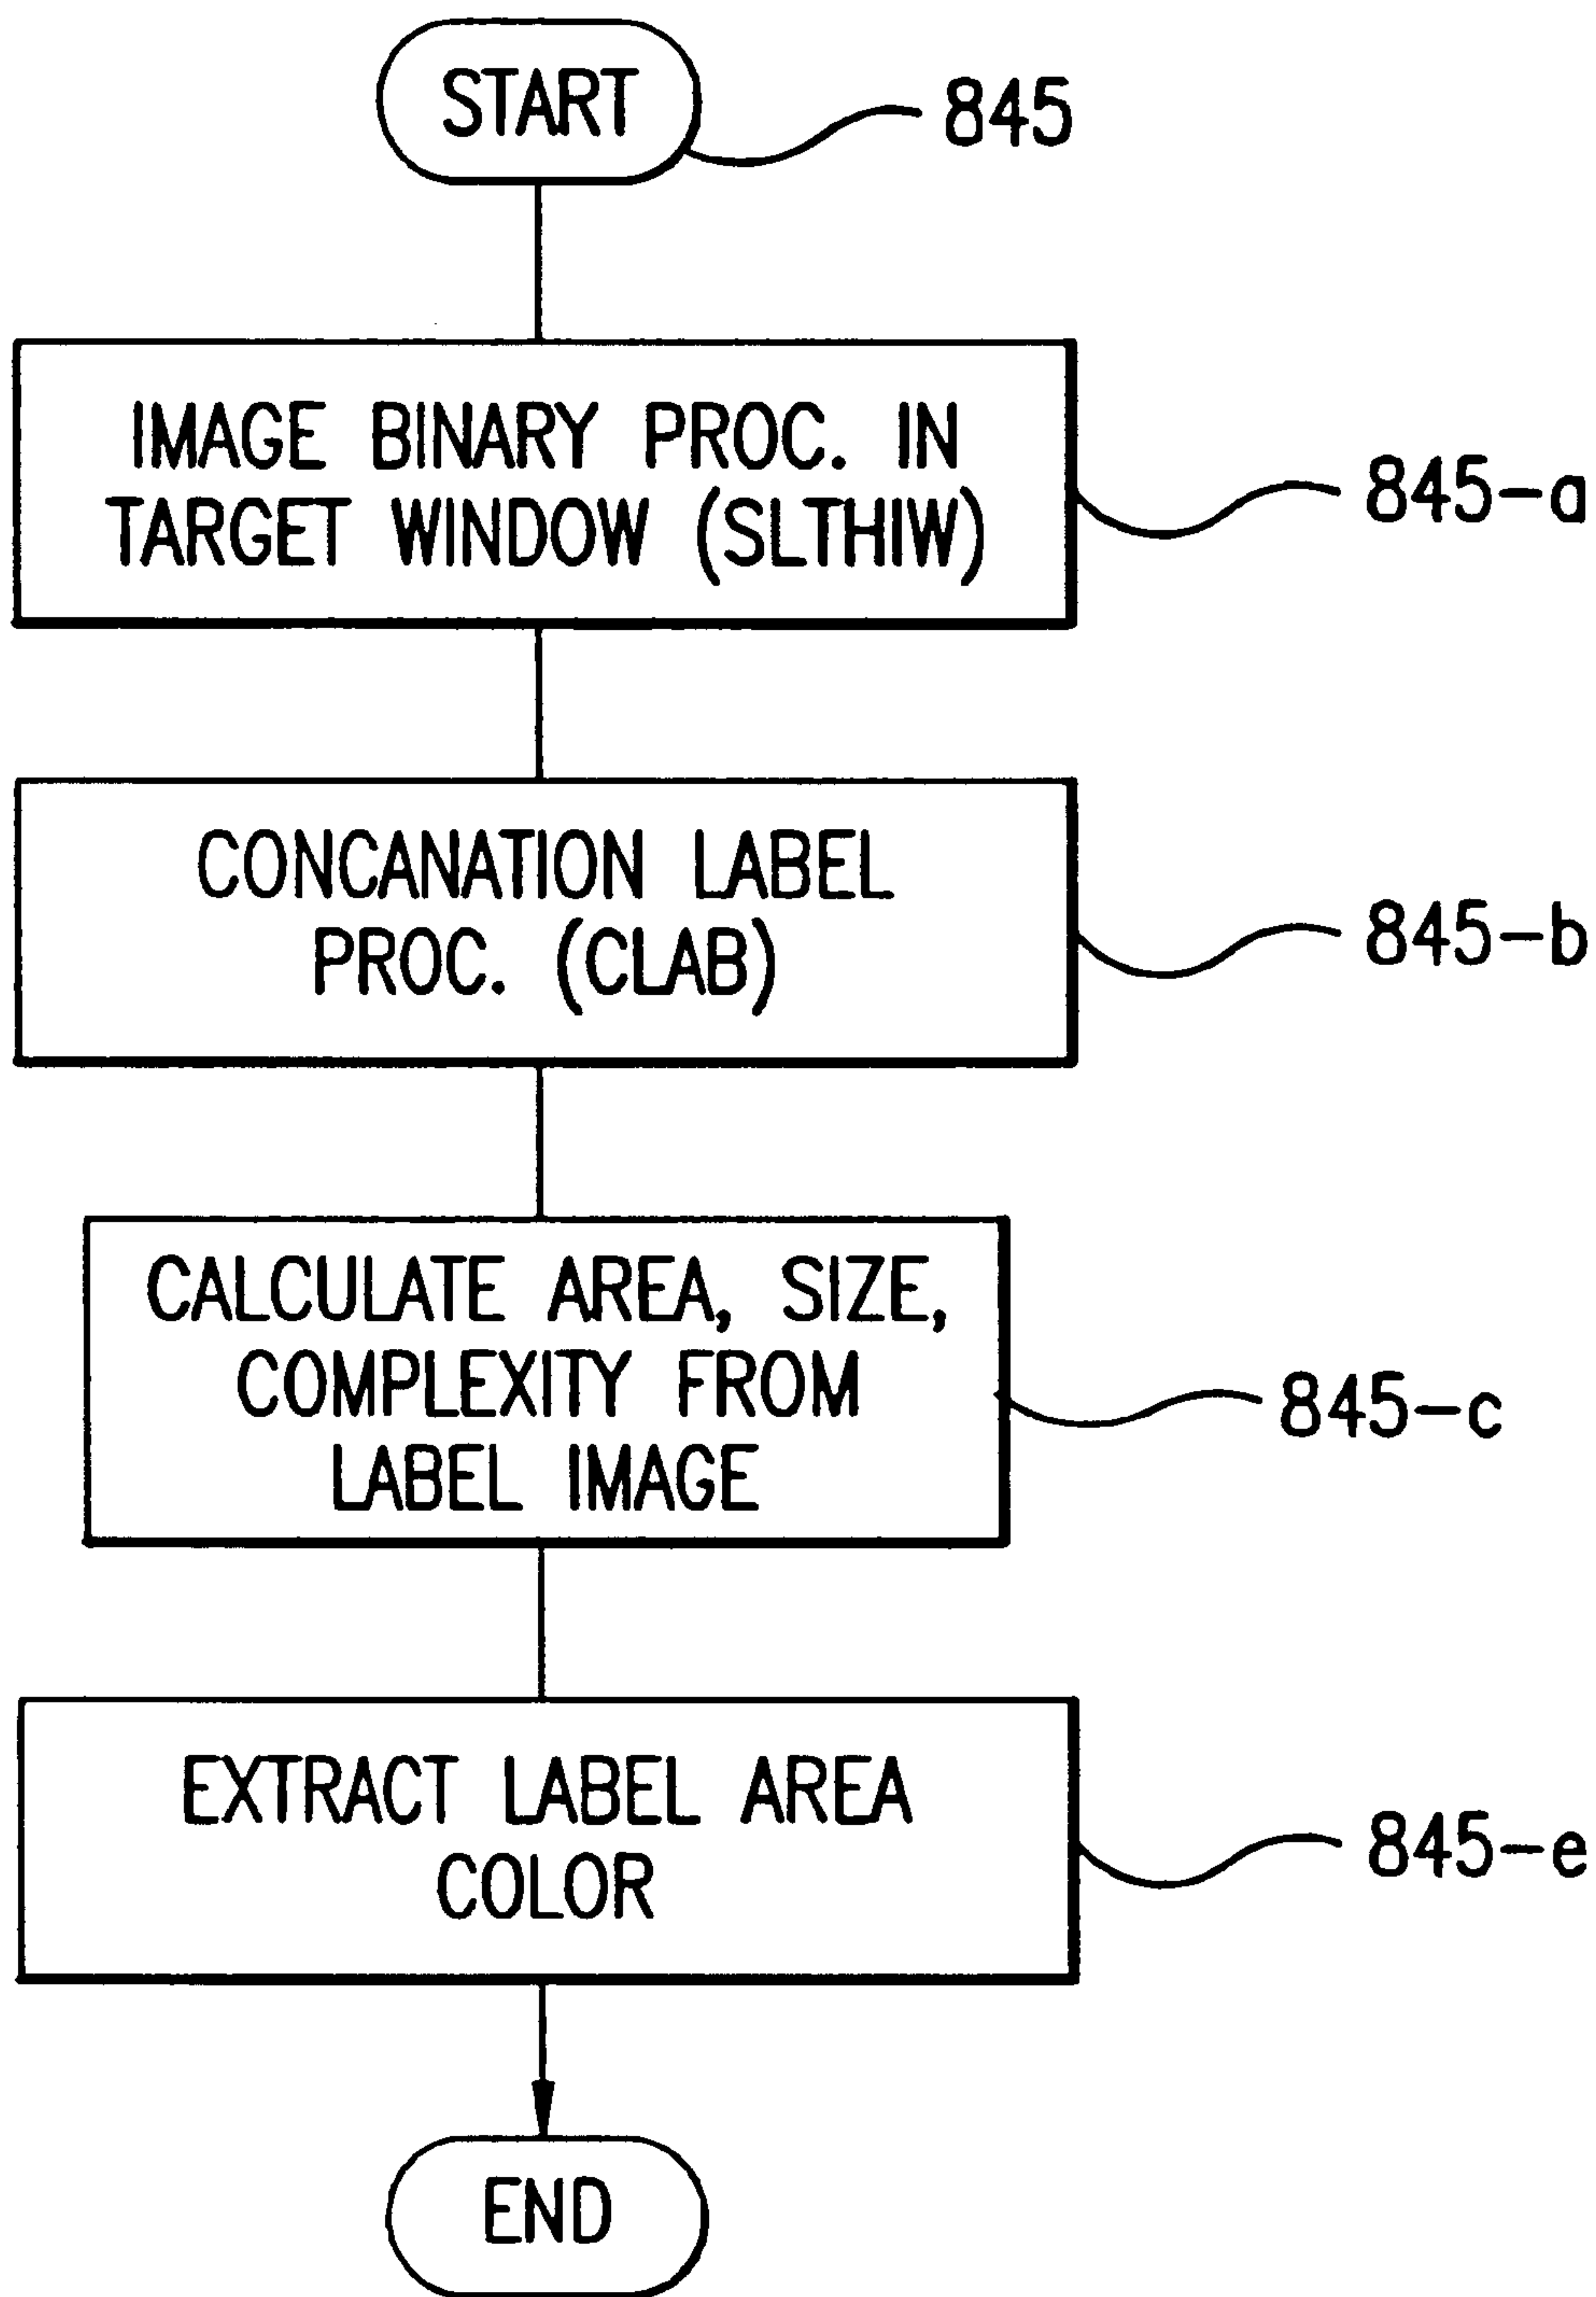 START
845
IMAGE BINARY PROC. IN
TARGET WINDOW (SLTHIW)
845-a
CONCANATION LABEL
PROC. (CLAB)
845-b
CALCULATE AREA, SIZE,
COMPLEXITY FROM
LABEL IMAGE
845-c
EXTRACT LABEL AREA
COLOR
845-e
END